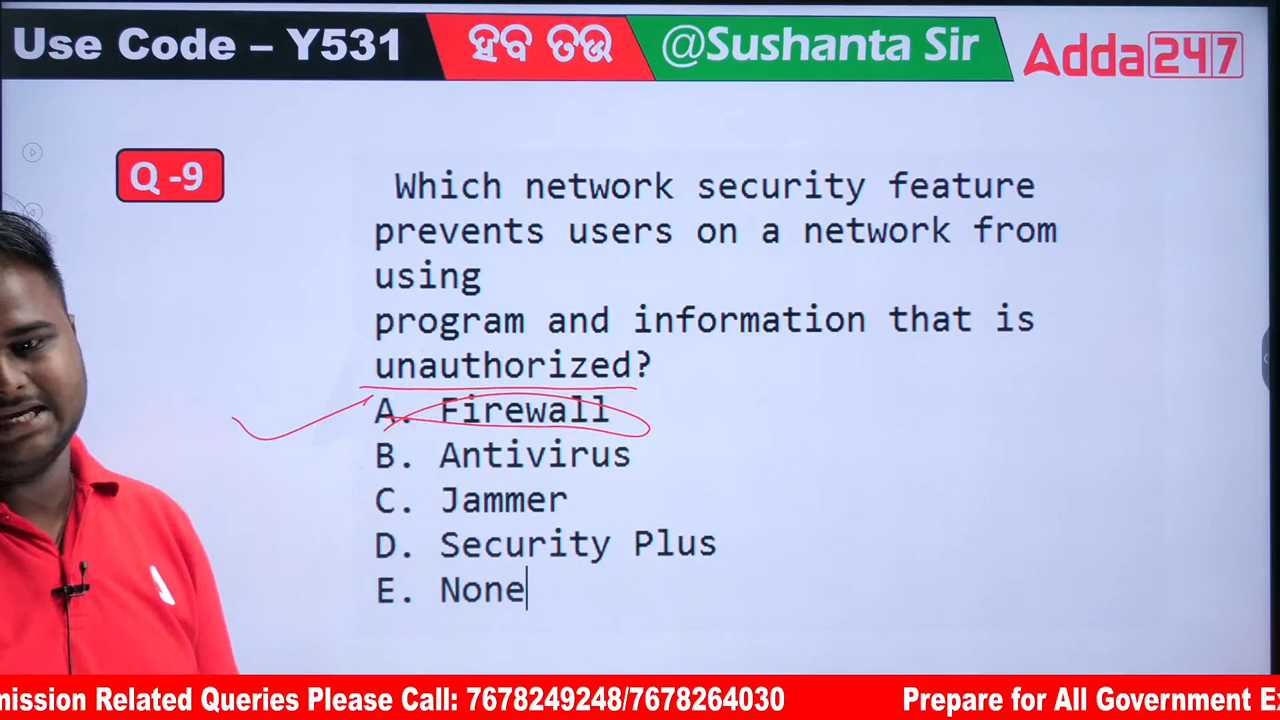 Use Code – Y531
ହବ ତଉ
@Sushanta Sir
Adda247
Q -9
Which network security feature
prevents users on a network from
using
program and information that is
unauthorized?
A. Firewall
B. Antivirus
C. Jammer
D. Security Plus
E. None
mission Related Queries Please Call: 7678249248/7678264030
Prepare for All Government Ex